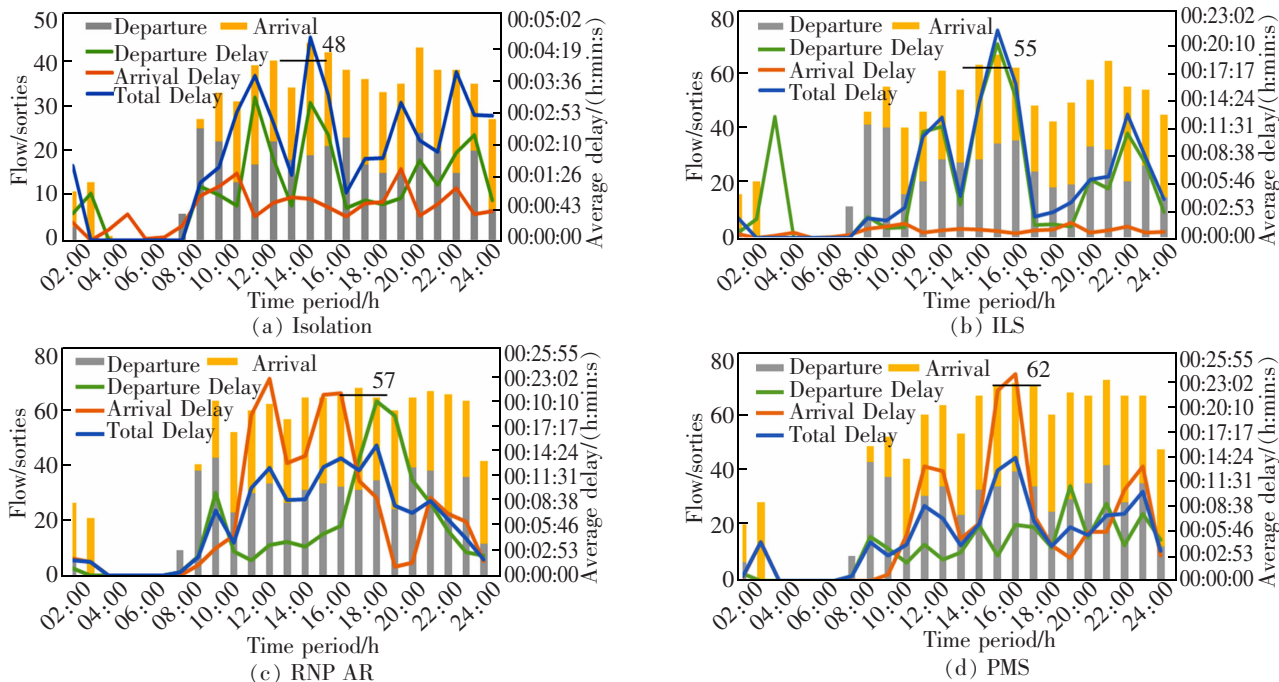 Departure Arrival
Departure Delay
Arrival Delay
Total Delay
48
Flow/sorties
50
40
30
20
10
0
00:05:02
00:04:19
00:03:36
00:02:53
00:02:10
00:01:26
00:00:43
00:00:00
Average delay/(h:min:s)
02:00 04:00 06:00 08:00 10:00 12:00 14:00 16:00 18:00 20:00 22:00 24:00
Time period/h
(a) Isolation
Departure Arrival
Departure Delay
Arrival Delay
Total Delay
55
Flow/sorties
80
60
40
20
0
00:23:02
00:20:10
00:17:17
00:14:24
00:11:31
00:08:38
00:05:46
00:02:53
00:00:00
Average delay/(h:min:s)
02:00 04:00 06:00 08:00 10:00 12:00 14:00 16:00 18:00 20:00 22:00 24:00
Time period/h
(b) ILS
Departure Arrival
Departure Delay
Arrival Delay
Total Delay
57
Flow/sorties
80
60
40
20
0
00:25:55
00:23:02
00:10:10
00:17:17
00:14:24
00:11:31
00:08:38
00:05:46
00:02:53
00:00:00
Average delay/(h:min:s)
02:00 04:00 06:00 08:00 10:00 12:00 14:00 16:00 18:00 20:00 22:00 24:00
Time period/h
(c) RNP AR
Departure Arrival
Departure Delay
Arrival Delay
Total Delay
62
Flow/sorties
80
60
40
20
0
00:25:55
00:23:02
00:20:10
00:17:17
00:14:24
00:11:31
00:08:38
00:05:46
00:02:53
00:00:00
Average delay/(h:min:s)
02:00 04:00 06:00 08:00 10:00 12:00 14:00 16:00 18:00 20:00 22:00 24:00
Time period/h
(d) PMS